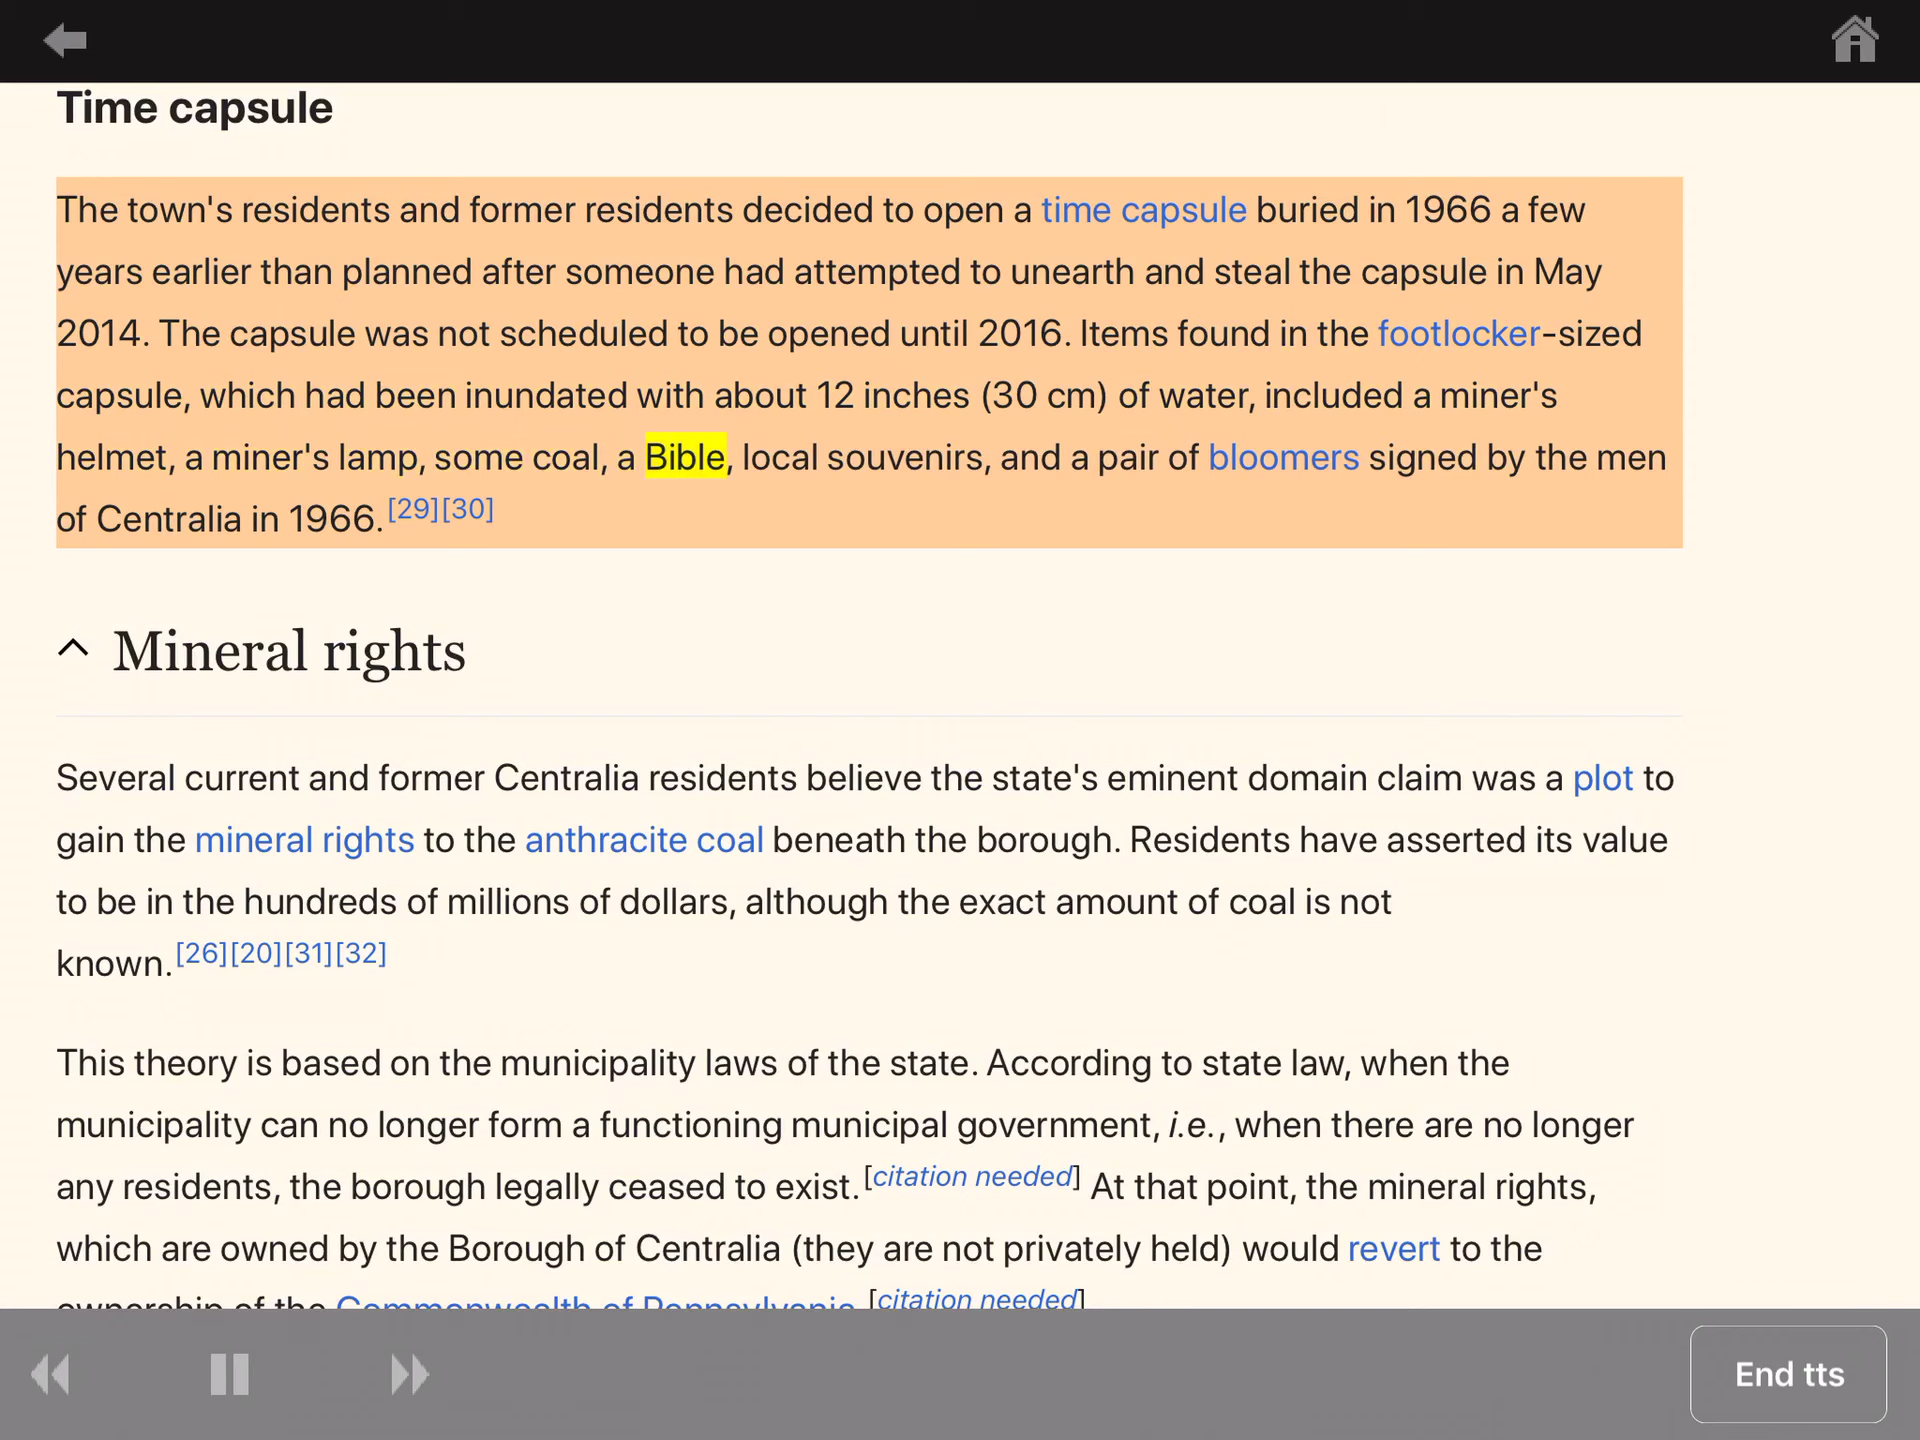 Time capsule
The town's residents and former residents decided to open a time capsule buried in 1966 a few
years earlier than planned after someone had attempted to unearth and steal the capsule in May
2014. The capsule was not scheduled to be opened until 2016. Items found in the footlocker-sized
capsule, which had been inundated with about 12 inches (30 cm) of water, included a miner's
helmet, a miner's lamp, some coal, a Bible, local souvenirs, and a pair of bloomers signed by the men
of Centralia in 1966.[29][30]
Mineral rights
Several current and former Centralia residents believe the state's eminent domain claim was a plot to
gain the mineral rights to the anthracite coal beneath the borough. Residents have asserted its value
to be in the hundreds of millions of dollars, although the exact amount of coal is not
known.[26][20][31][32]
This theory is based on the municipality laws of the state. According to state law, when the
municipality can no longer form a functioning municipal government, i.e., when there are no longer
any residents, the borough legally ceased to exist.[citation needed] At that point, the mineral rights,
which are owned by the Borough of Centralia (they are not privately held) would revert to the
ownership of the Commonwealth of Pennsylvania.[citation needed]
End tts